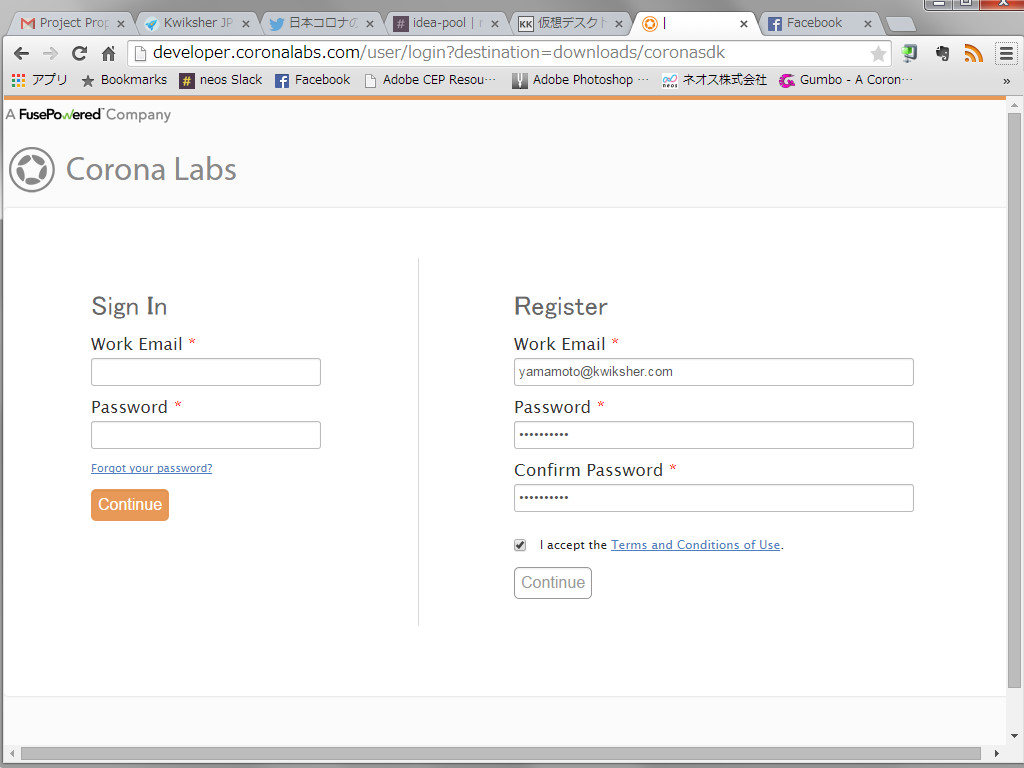 Project Prop
Kwiksher JP
日本コロナの
idea-pool | n
KK 仮想デスクト
Facebook
developer.coronalabs.com/user/login?destination=downloads/coronasdk
アプリ Bookmarks neos Slack Facebook Adobe CEP Resou… Adobe Photoshop … neos ネオス株式会社 Gumbo - A Coron… »
A FusePowered™ Company
Corona Labs
Sign In
Work Email *
Password *
Forgot your password?
Continue
Register
Work Email *
yamamoto@kwiksher.com
Password *
••••••••••
Confirm Password *
••••••••••
I accept the Terms and Conditions of Use.
Continue